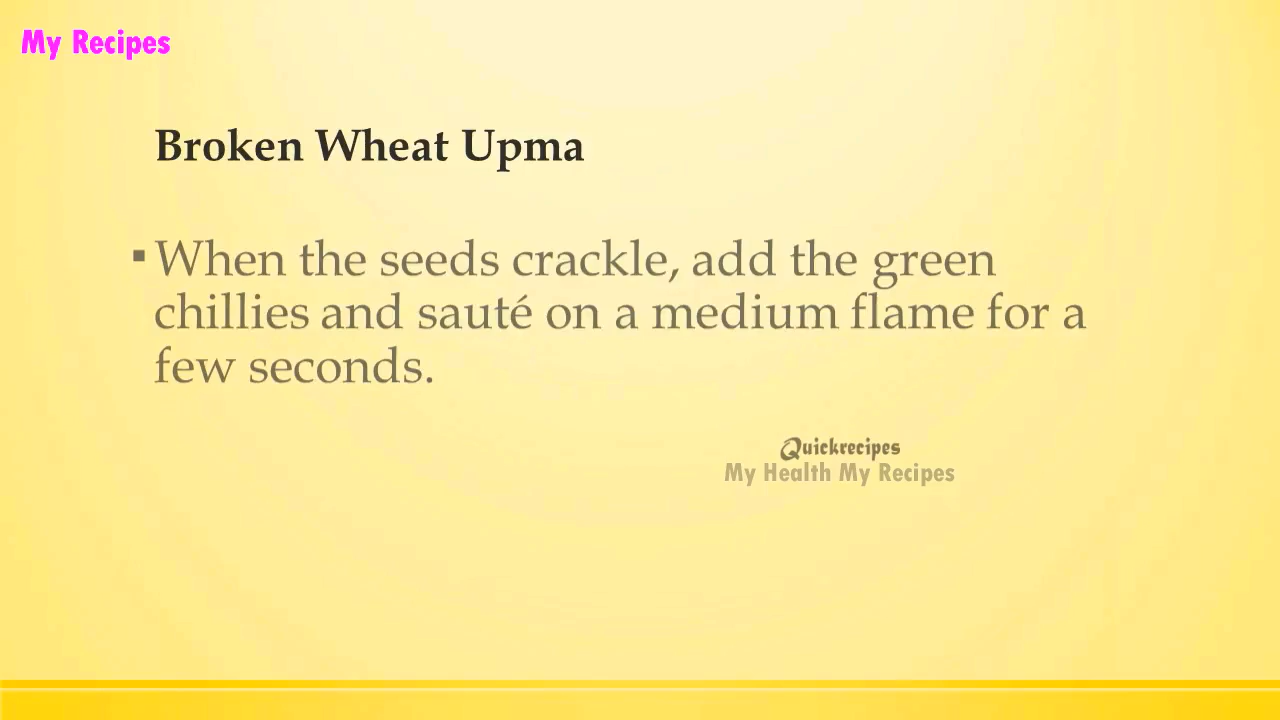 My Recipes
Broken Wheat Upma
▪ When the seeds crackle, add the green
chillies and sauté on a medium flame for a
few seconds.
Quickrecipes
My Health My Recipes